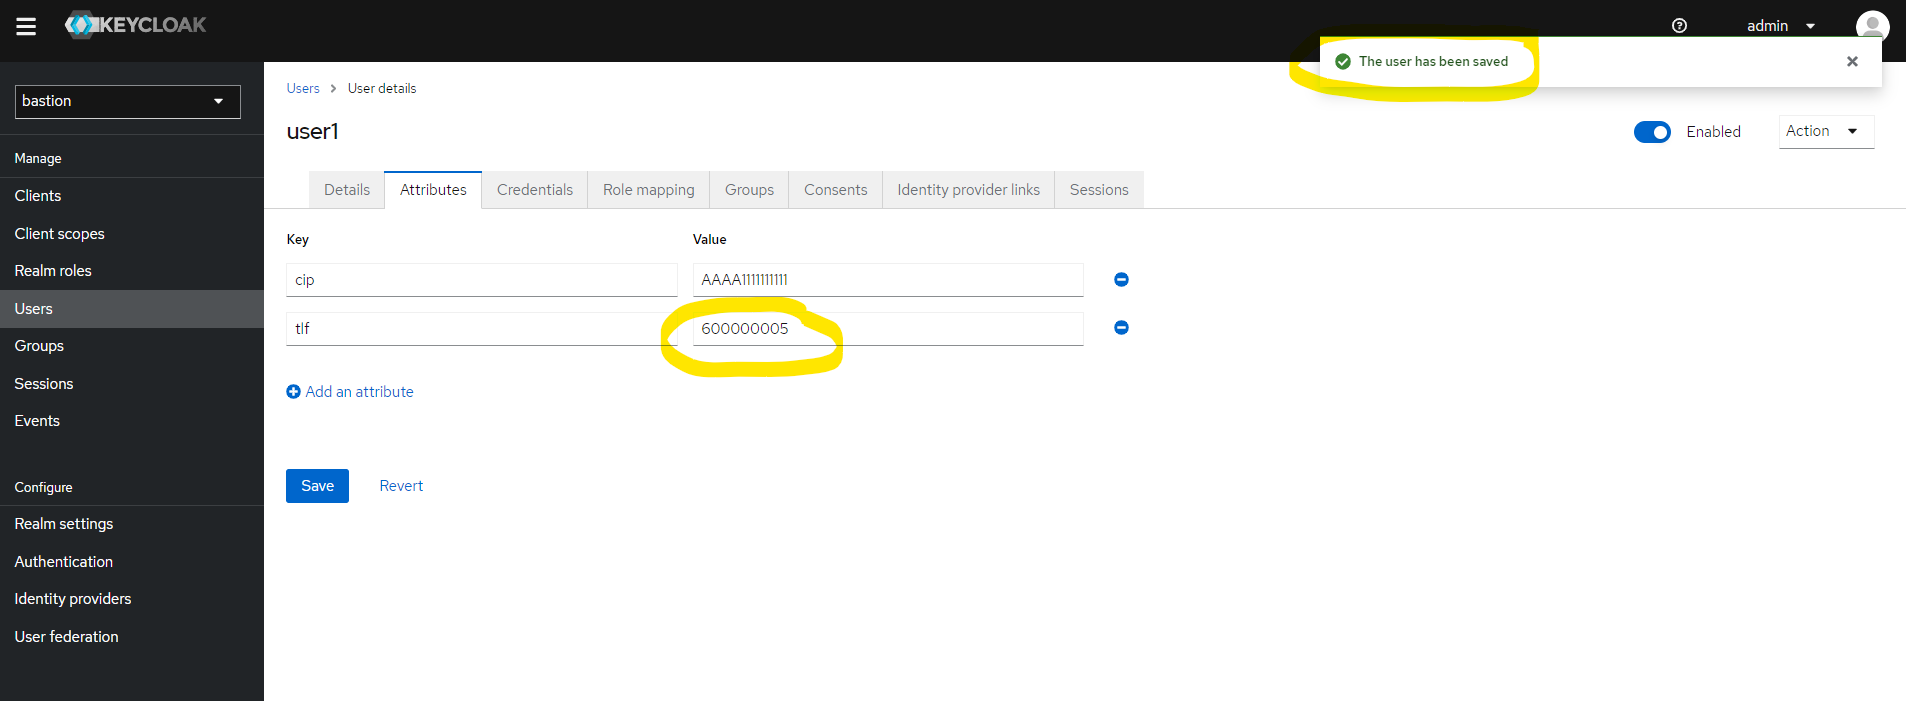 KEYCLOAK
admin
The user has been saved
bastion
Manage
Clients
Client scopes
Realm roles
Users
Groups
Sessions
Events
Configure
Realm settings
Authentication
Identity providers
User federation
Users > User details
user1
Enabled
Action
Details Attributes Credentials Role mapping Groups Consents Identity provider links Sessions
Key Value
cip AAAA1111111111
tlf 600000005
Add an attribute
Save Revert